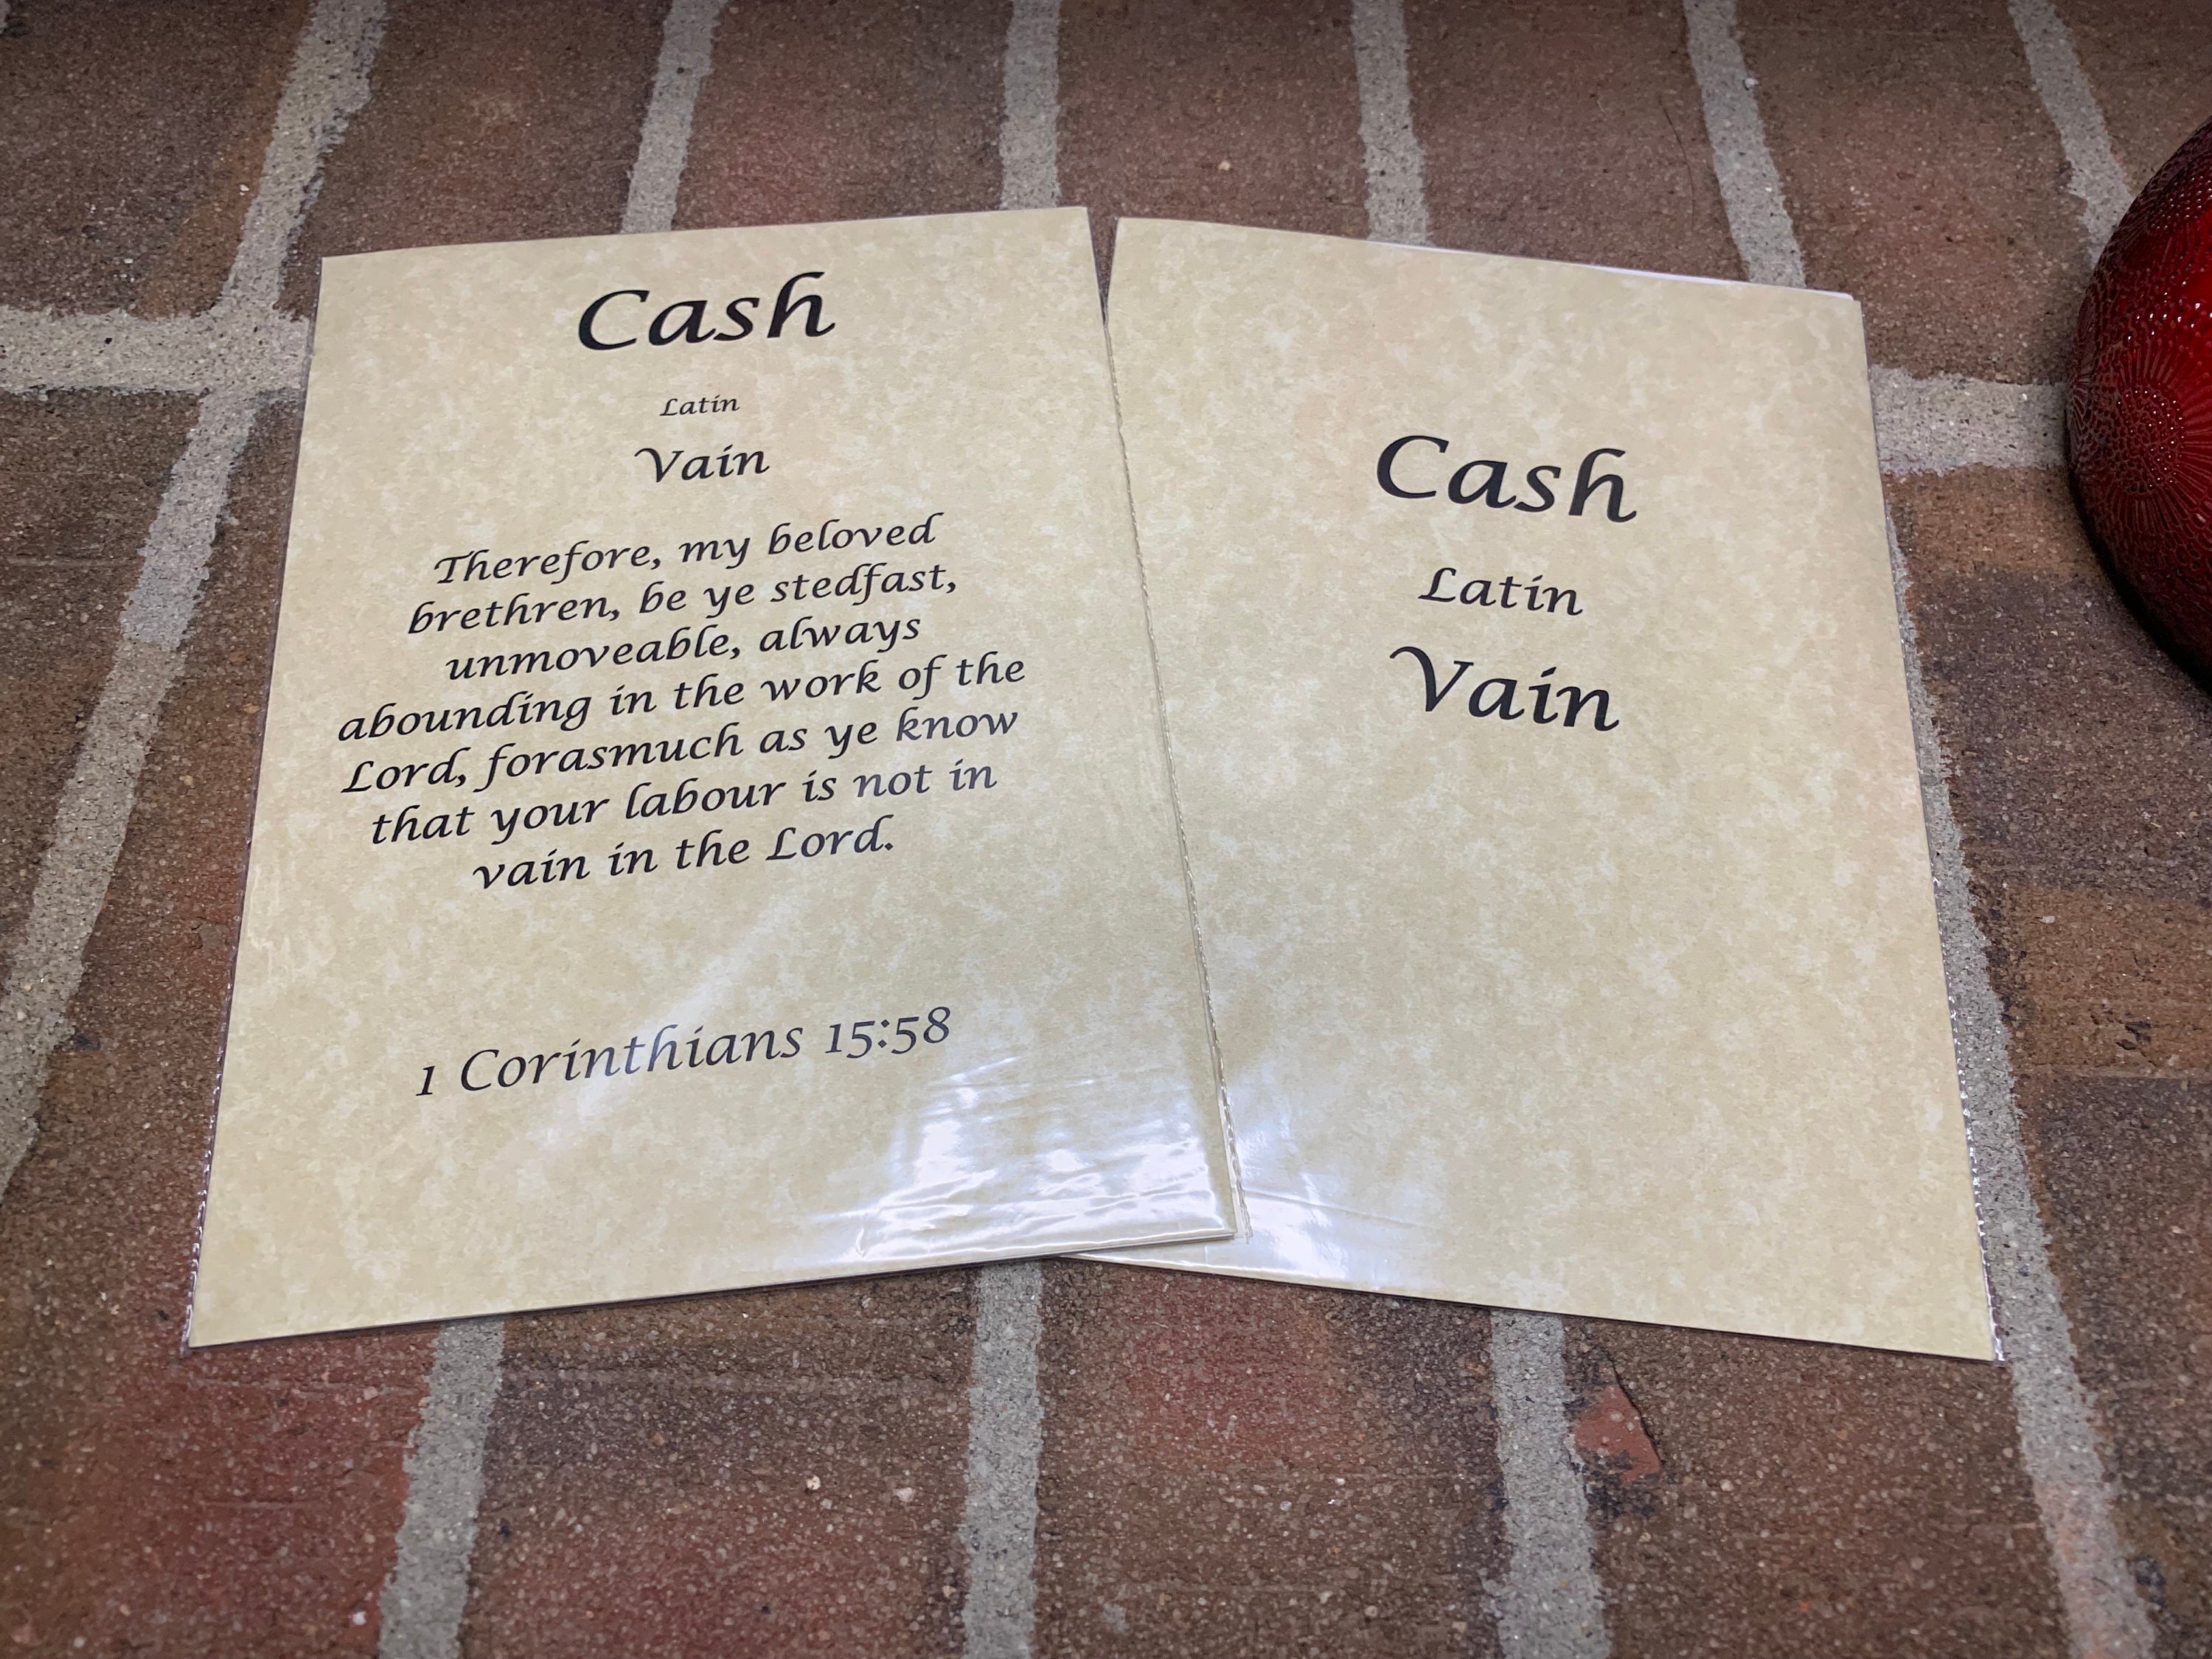 Cash
Latin
Vain
Therefore, my beloved
brethren, be ye stedfast,
unmoveable, always
abounding in the work of the
Lord, forasmuch as ye know
that your labour is not in
vain in the Lord.
1 Corinthians 15:58
Cash
Latin
Vain